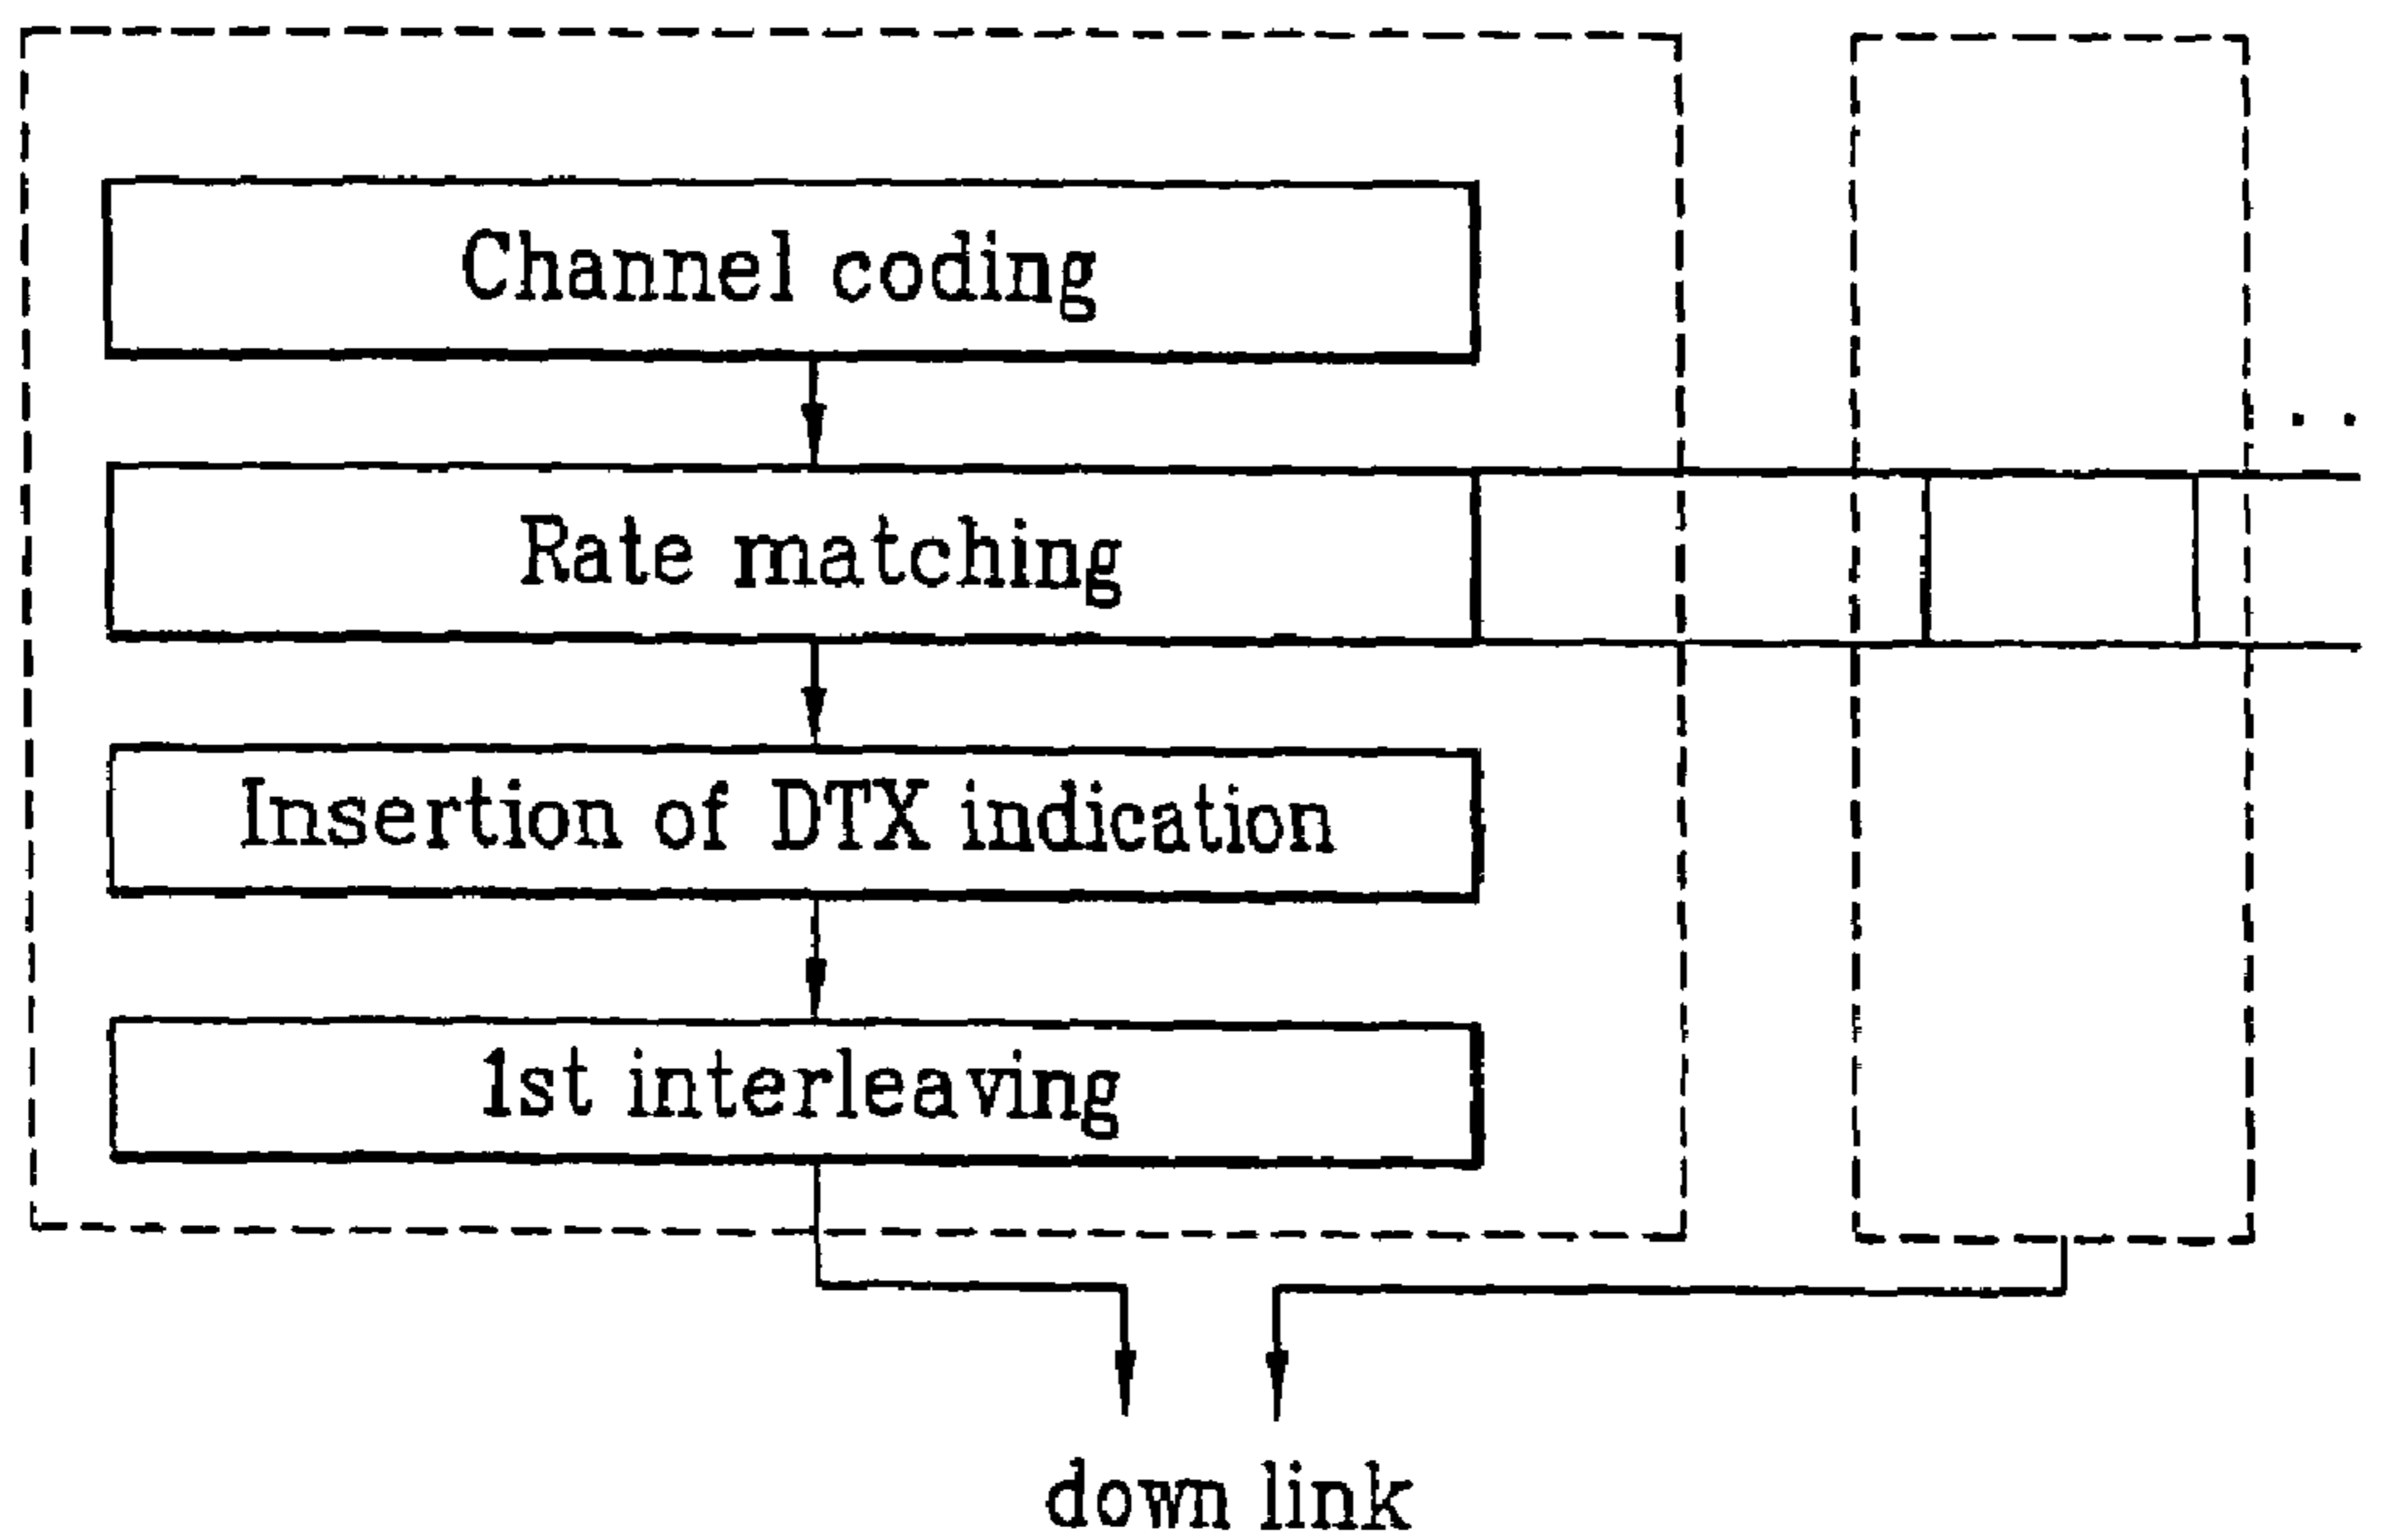 Channel coding
Rate matching
Insertion of DTX indication
1st interleaving
down link